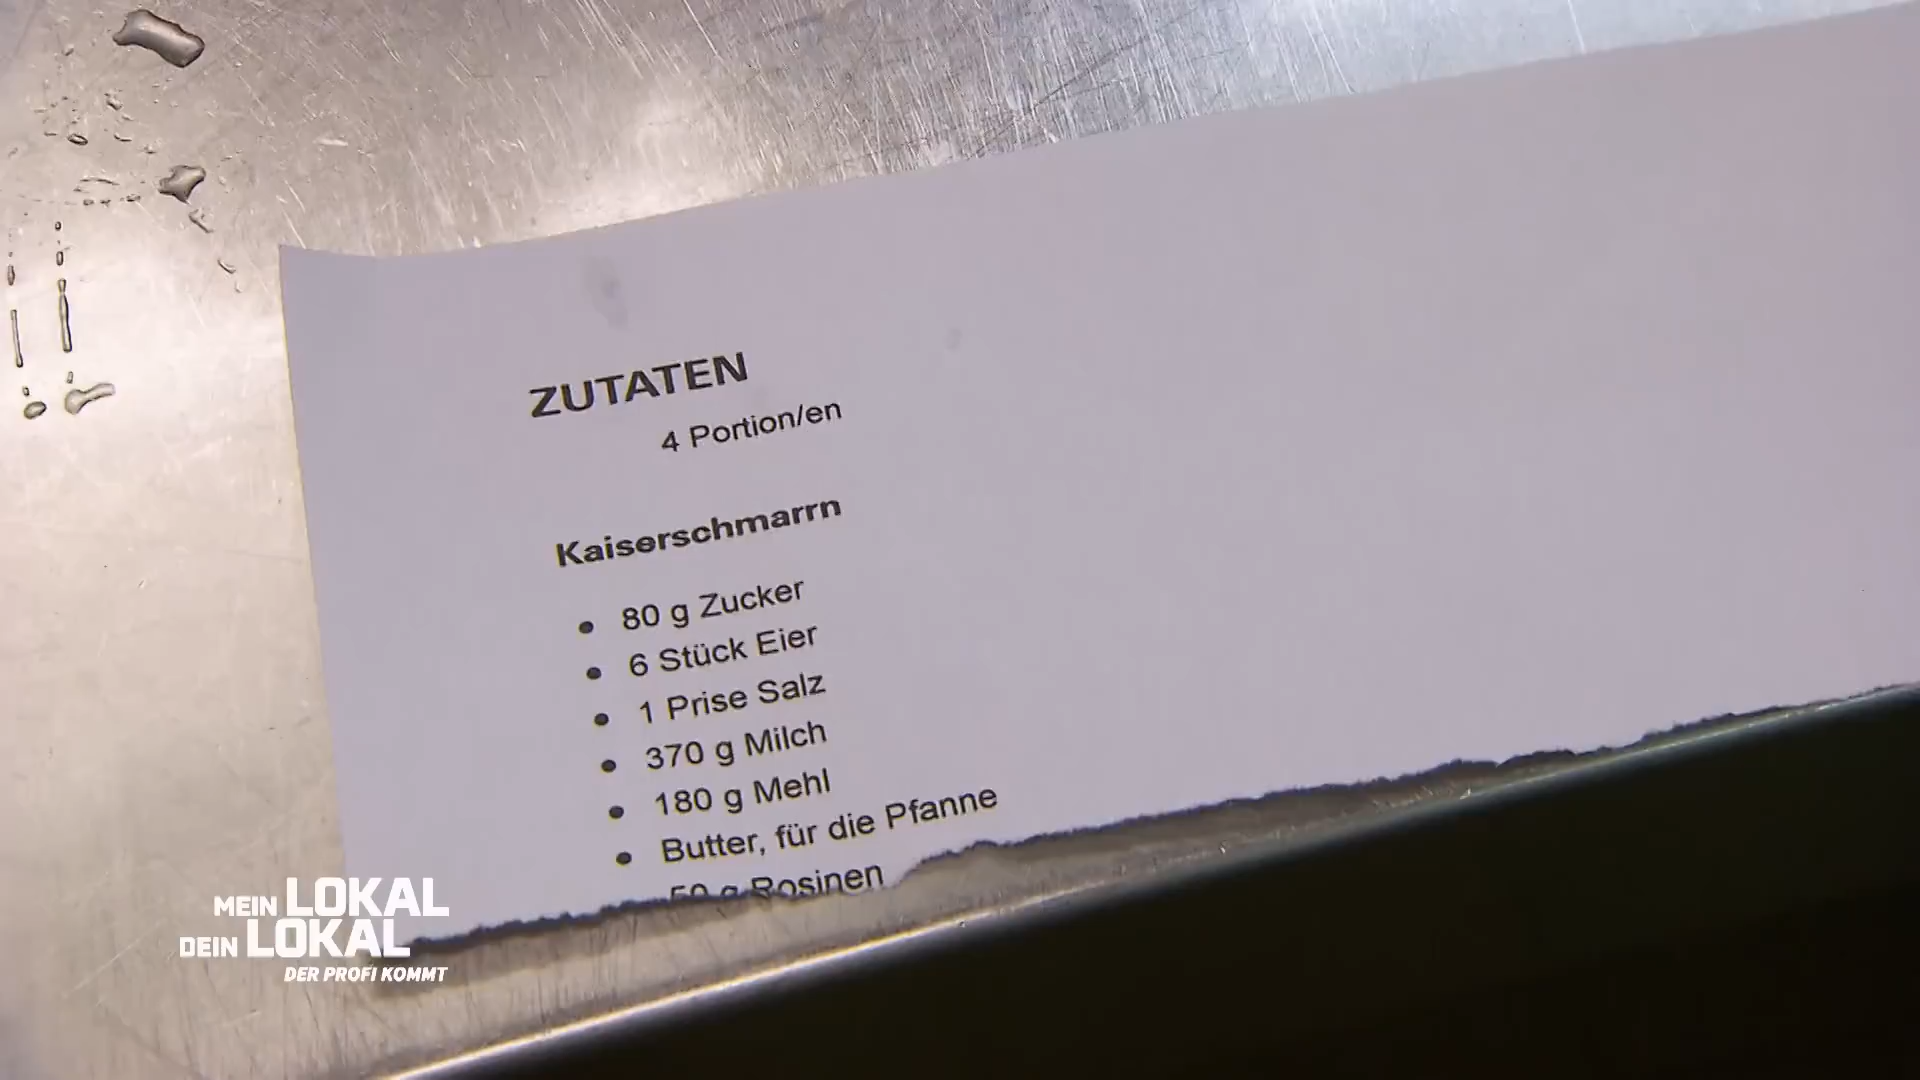 ZUTATEN
4 Portion/en
Kaiserschmarrn
• 80 g Zucker
• 6 Stück Eier
• 1 Prise Salz
• 370 g Milch
• 180 g Mehl
• Butter, für die Pfanne
50 g Rosinen
MEIN LOKAL
DEIN LOKAL
DER PROFI KOMMT